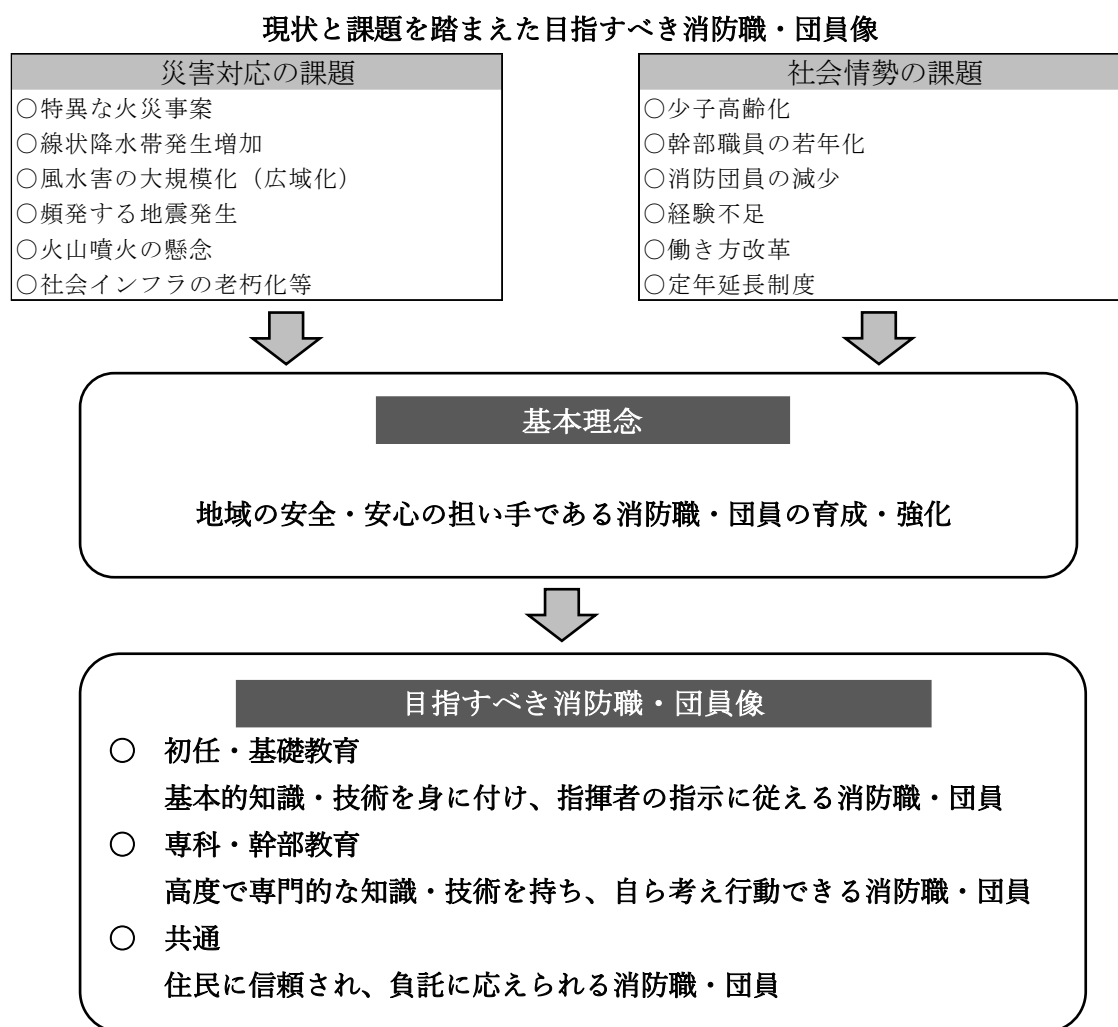 現状と課題を踏まえた目指すべき消防職・団員像
災害対応の課題
○特異な火災事案
○線状降水帯発生増加
○風水害の大規模化（広域化）
○頻発する地震発生
○火山噴火の懸念
○社会インフラの老朽化等
社会情勢の課題
○少子高齢化
○幹部職員の若年化
○消防団員の減少
○経験不足
○働き方改革
○定年延長制度
基本理念
地域の安全・安心の担い手である消防職・団員の育成・強化
目指すべき消防職・団員像
○　初任・基礎教育
基本的知識・技術を身に付け、指揮者の指示に従える消防職・団員
○　専科・幹部教育
高度で専門的な知識・技術を持ち、自ら考え行動できる消防職・団員
○　共通
住民に信頼され、負託に応えられる消防職・団員